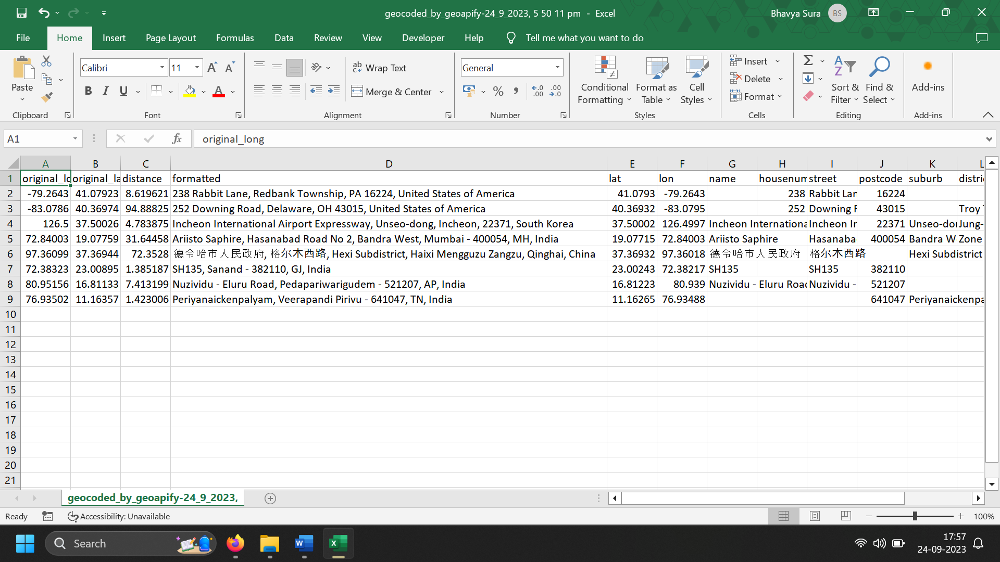 geocoded_by_geoapify-24_9_2023, 5 50 11 pm - Excel
Bhavya Sura BS
File Home Insert Page Layout Formulas Data Review View Developer Help Tell me what you want to do
Paste
Clipboard
Calibri 11
A A
B I U A
Font
ab Wrap Text
Merge & Center
Alignment
General
% ,
Number
Conditional Formatting
Format as Table
Cell Styles
Styles
Insert
Delete
Format
Cells
Sort & Filter
Find & Select
Editing
Add-ins
Add-ins
A1 fx original_long
A B C D E F G H I J K L
1 original_lo original_la distance formatted lat lon name housenum street postcode suburb distri
2 -79.2643 41.07923 8.619621 238 Rabbit Lane, Redbank Township, PA 16224, United States of America 41.0793 -79.2643 238 Rabbit Lan 16224
3 -83.0786 40.36974 94.88825 252 Downing Road, Delaware, OH 43015, United States of America 40.36932 -83.0795 252 Downing R 43015 Troy
4 126.5 37.50026 4.783875 Incheon International Airport Expressway, Unseo-dong, Incheon, 22371, South Korea 37.50002 126.4997 Incheon Internationa Incheon In 22371 Unseo-do Jung-
5 72.84003 19.07759 31.64458 Ariisto Saphire, Hasanabad Road No 2, Bandra West, Mumbai - 400054, MH, India 19.07715 72.84003 Ariisto Saphire Hasanaba 400054 Bandra W Zone
6 97.36099 37.36944 72.3528 德令哈市人民政府, 格尔木西路, Hexi Subdistrict, Haixi Mengguzu Zangzu, Qinghai, China 37.36932 97.36018 德令哈市人民政府 格尔木西路 Hexi Subdistrict
7 72.38323 23.00895 1.385187 SH135, Sanand - 382110, GJ, India 23.00243 72.38217 SH135 SH135 382110
8 80.95156 16.81133 7.413199 Nuzividu - Eluru Road, Pedapariwarigudem - 521207, AP, India 16.81223 80.939 Nuzividu - Eluru Road Nuzividu - 521207
9 76.93502 11.16357 1.423006 Periyanaickenpalyam, Veerapandi Pirivu - 641047, TN, India 11.16265 76.93488 641047 Periyanaickenpa
10
11
12
13
14
15
16
17
18
19
20
21
geocoded_by_geoapify-24_9_2023,
Ready Accessibility: Unavailable 100%
Search
17:57
24-09-2023